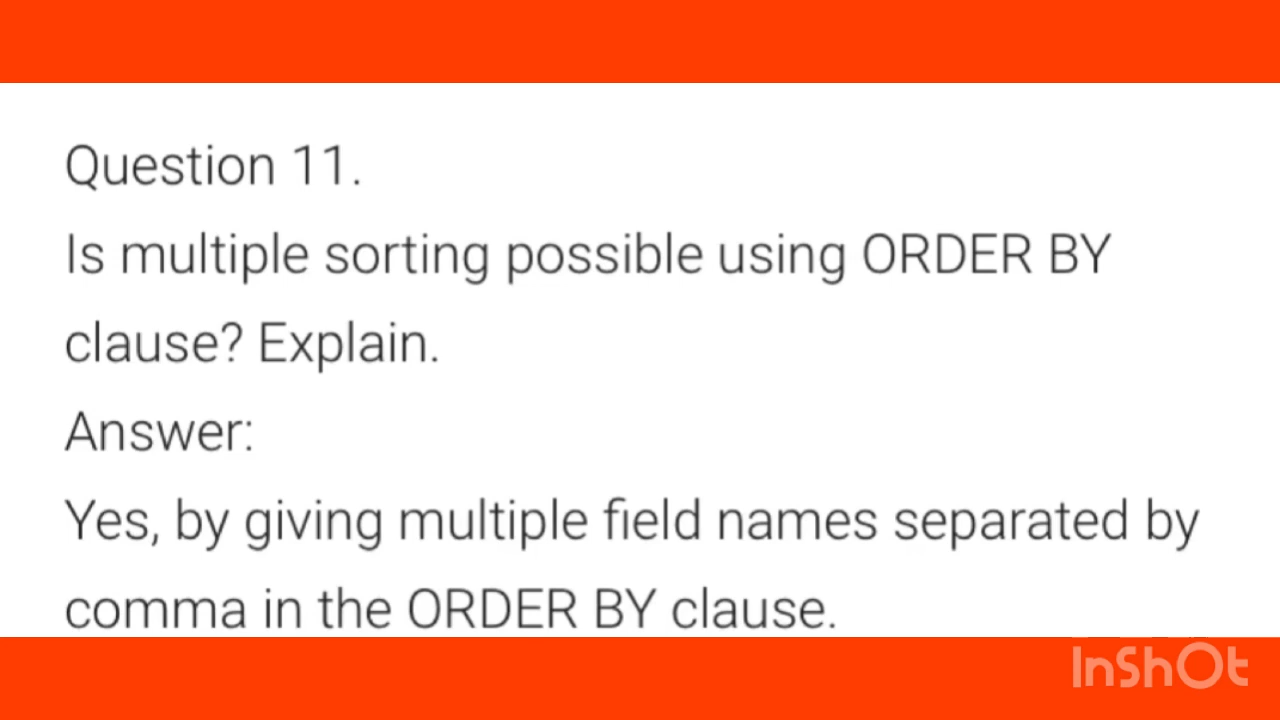 Question 11.
Is multiple sorting possible using ORDER BY
clause? Explain.
Answer:
Yes, by giving multiple field names separated by
comma in the ORDER BY clause.
InShOt